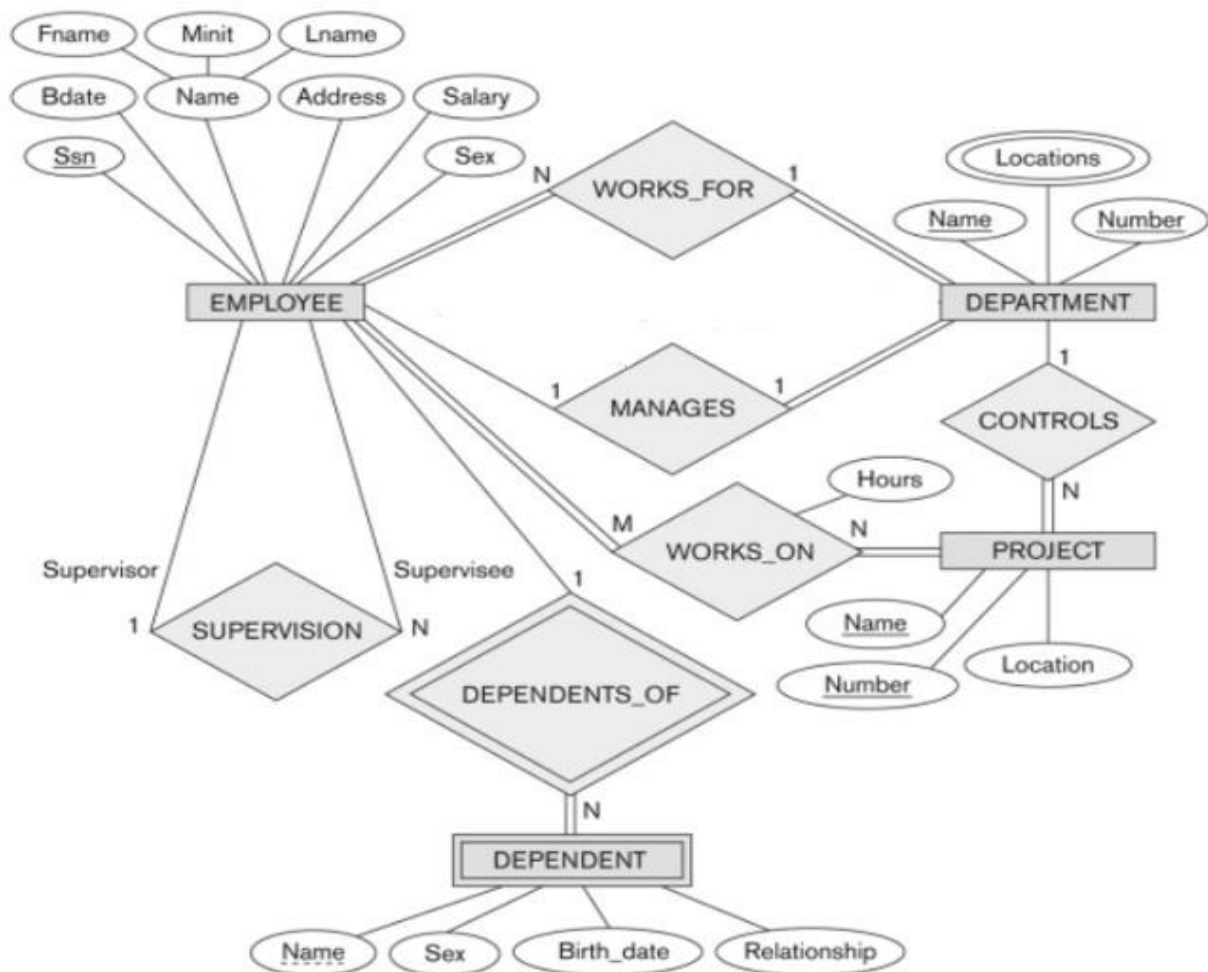 Fname Minit Lname
Bdate Name Address Salary
Ssn Sex
N WORKS_FOR 1
Locations
Name Number
EMPLOYEE DEPARTMENT
1 MANAGES 1
1
CONTROLS
N
Hours
M WORKS_ON N
PROJECT
Name
Number Location
Supervisor Supervisee
1 SUPERVISION N
1
DEPENDENTS_OF
N
DEPENDENT
Name Sex Birth_date Relationship